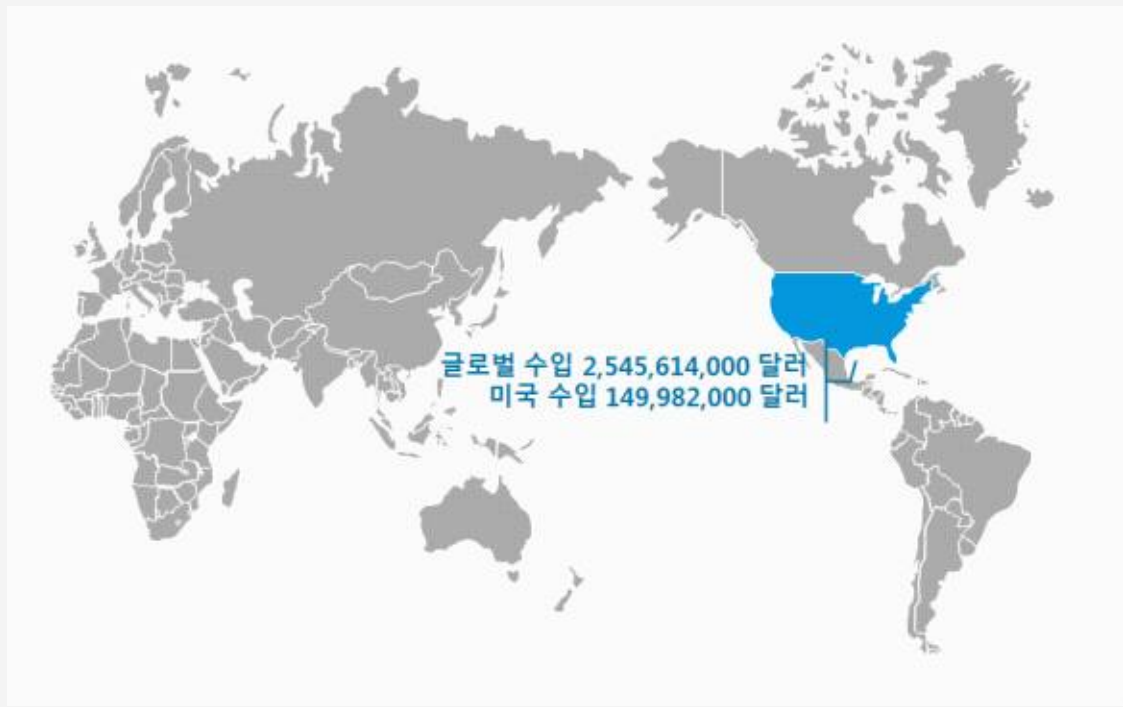 글로벌 수입 2,545,614,000 달러
미국 수입 149,982,000 달러